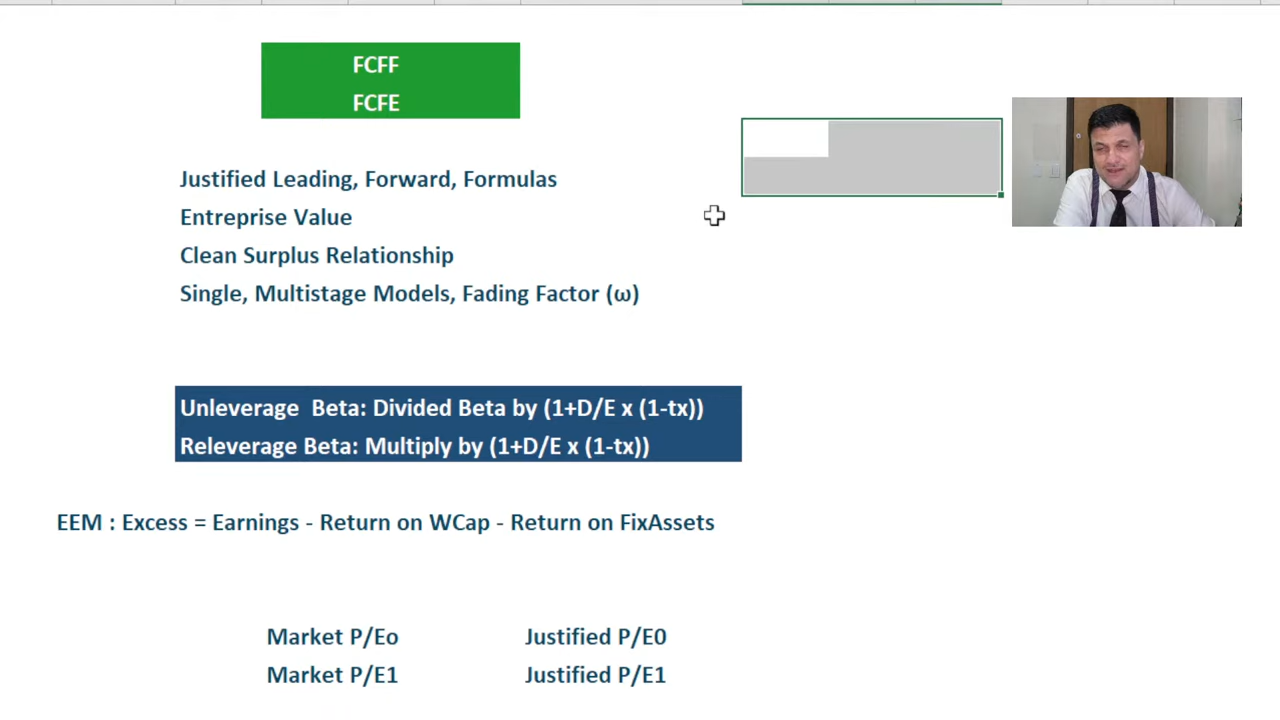 FCFF
FCFE
Justified Leading, Forward, Formulas
Entreprise Value
Clean Surplus Relationship
Single, Multistage Models, Fading Factor (ω)
Unleverage Beta: Divided Beta by (1+D/E x (1-tx))
Releverage Beta: Multiply by (1+D/E x (1-tx))
EEM : Excess = Earnings - Return on WCap - Return on FixAssets
Market P/Eo Justified P/E0
Market P/E1 Justified P/E1